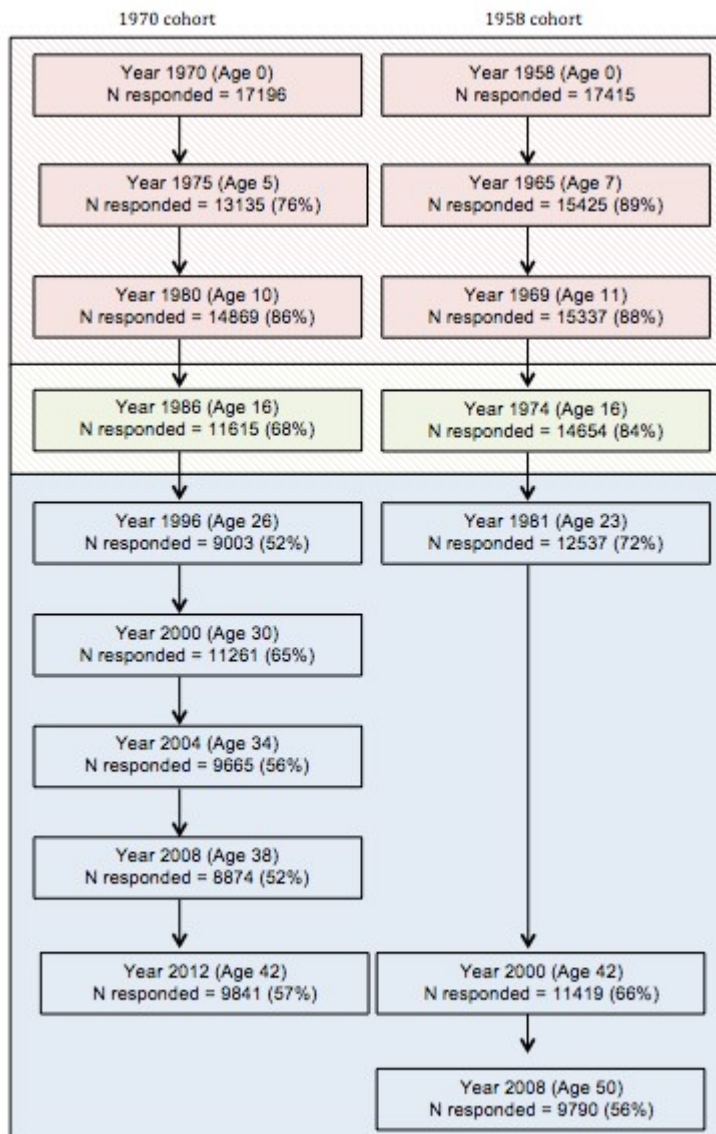 1970 cohort
1958 cohort
Year 1970 (Age 0)
N responded = 17196
Year 1958 (Age 0)
N responded = 17415
Year 1975 (Age 5)
N responded = 13135 (76%)
Year 1965 (Age 7)
N responded = 15425 (89%)
Year 1980 (Age 10)
N responded = 14869 (86%)
Year 1969 (Age 11)
N responded = 15337 (88%)
Year 1986 (Age 16)
N responded = 11615 (68%)
Year 1974 (Age 16)
N responded = 14654 (84%)
Year 1996 (Age 26)
N responded = 9003 (52%)
Year 1981 (Age 23)
N responded = 12537 (72%)
Year 2000 (Age 30)
N responded = 11261 (65%)
Year 2004 (Age 34)
N responded = 9665 (56%)
Year 2008 (Age 38)
N responded = 8874 (52%)
Year 2012 (Age 42)
N responded = 9841 (57%)
Year 2000 (Age 42)
N responded = 11419 (66%)
Year 2008 (Age 50)
N responded = 9790 (56%)